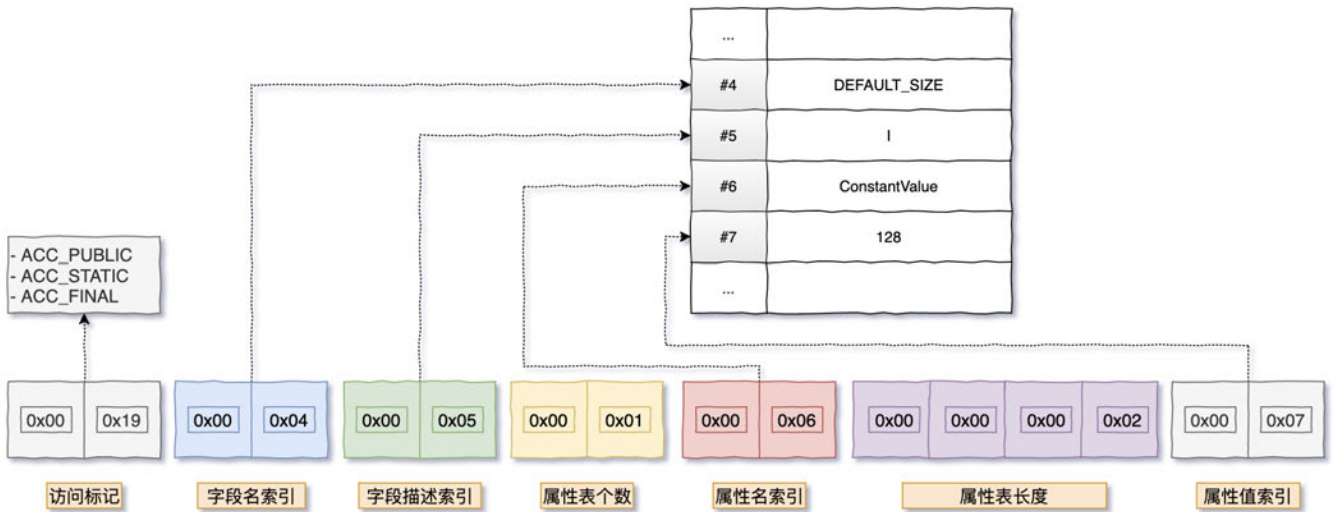 ...
#4 DEFAULT_SIZE
#5 I
#6 ConstantValue
#7 128
...
- ACC_PUBLIC
- ACC_STATIC
- ACC_FINAL
0x00 0x19 0x00 0x04 0x00 0x05 0x00 0x01 0x00 0x06 0x00 0x00 0x00 0x02 0x00 0x07
访问标记 字段名索引 字段描述索引 属性表个数 属性名索引 属性表长度 属性值索引